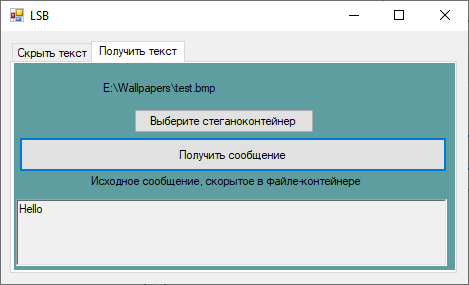 LSB
Скрыть текст Получить текст
E:\Wallpapers\test.bmp
Выберите стеганоконтейнер
Получить сообщение
Исходное сообщение, скрытое в файле-контейнере
Hello